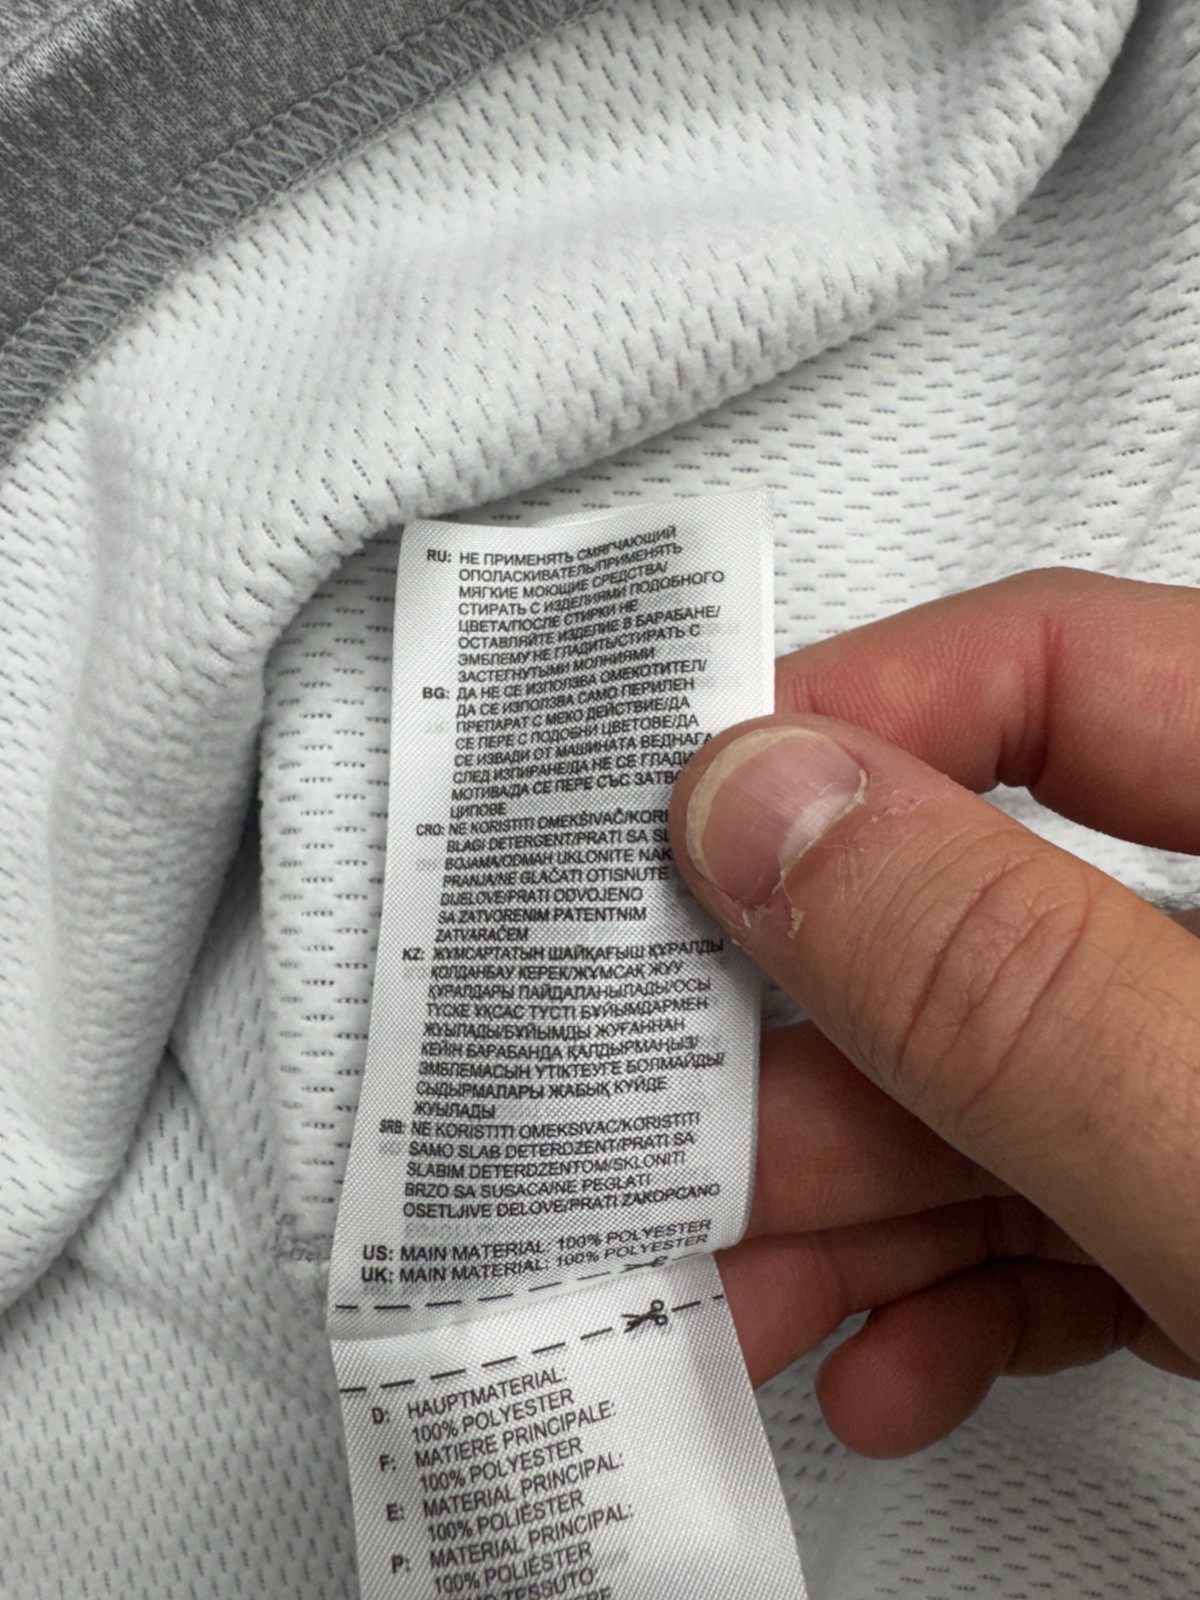 RU: НЕ ПРИМЕНЯТЬ СМЯГЧАЮЩИЙ
ОПОЛАСКИВАТЕЛЬ/ПРИМЕНЯТЬ
МЯГКИЕ МОЮЩИЕ СРЕДСТВА/
СТИРАТЬ С ИЗДЕЛИЯМИ ПОДОБНОГО
ЦВЕТА/ПОСЛЕ СТИРКИ НЕ
ОСТАВЛЯЙТЕ ИЗДЕЛИЕ В БАРАБАНЕ/
ЭМБЛЕМУ НЕ ГЛАДИТЬ/СТИРАТЬ С
ЗАСТЕГНУТЫМИ МОЛНИЯМИ
BG: ДА НЕ СЕ ИЗПОЛЗВА ОМЕКОТИТЕЛ/
ДА СЕ ИЗПОЛЗВА САМО ПЕРИЛЕН
ПРЕПАРАТ С МЕКО ДЕЙСТВИЕ/ДА
СЕ ПЕРЕ С ПОДОБНИ ЦВЕТОВЕ/ДА
СЕ ИЗВАДИ ОТ МАШИНАТА ВЕДНАГА
СЛЕД ИЗПИРАНЕ/ДА НЕ СЕ ГЛАДИ
МОТИВА/ДА СЕ ПЕРЕ СЪС
ЦИПОВЕ
CRO: NE KORISTITI OMEKŠIVAČ/KORI
BLAGI DETERGENT/PRATI SA
BOJAMA/ODMAH UKLONITE NAK
PRANJA/NE GLAČATI OTISNUTE
DIJELOVE/PRATI ODVOJENO
SA ZATVORENIM PATENTNIM
ZATVARAČEM
KZ: ЖҰМСАРТАТЫН ШАЙҚАҒЫШ ҚҰРАЛДЫ
ҚОЛДАНБАУ КЕРЕК/ЖҰМСАҚ ЖУУ
ҚҰРАЛДАРЫ ПАЙДАЛАНЫЛАДЫ/ОСЫ
ТҮСКЕ ҰҚСАС ТҮСТІ БҰЙЫМДАРМЕН
ЖУЫЛАДЫ/БҰЙЫМДЫ ЖУҒАННАН
КЕЙІН БАРАБАНДА ҚАЛДЫРМАҢЫЗ/
ЭМБЛЕМАСЫН ҮТІКТЕУГЕ БОЛМАЙДЫ/
СЫДЫРМАЛАРЫ ЖАБЫҚ КҮЙДЕ
ЖУЫЛАДЫ
SRB: NE KORISTITI OMEKSIVAC/KORISTITI
SAMO SLAB DETERDZENT/PRATI SA
SLABIM DETERDZENTOM/SKLONITI
BRZO SA SUSACA/NE PEGLATI
OSETLJIVE DELOVE/PRATI ZAKOPCANO
US: MAIN MATERIAL: 100% POLYESTER
UK: MAIN MATERIAL: 100% POLYESTER
D: HAUPTMATERIAL:
100% POLYESTER
F: MATIERE PRINCIPALE:
100% POLYESTER
E: MATERIAL PRINCIPAL:
100% POLIÉSTER
P: MATERIAL PRINCIPAL:
100% POLIÉSTER
TESSUTO: